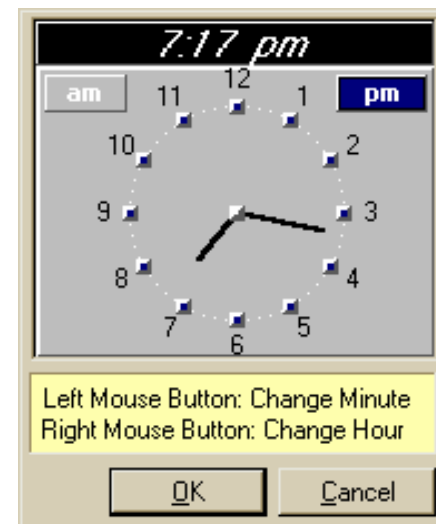 7:17 pm
am
pm
12
11
1
10
2
9
3
8
4
7
5
6
Left Mouse Button: Change Minute
Right Mouse Button: Change Hour
OK
Cancel